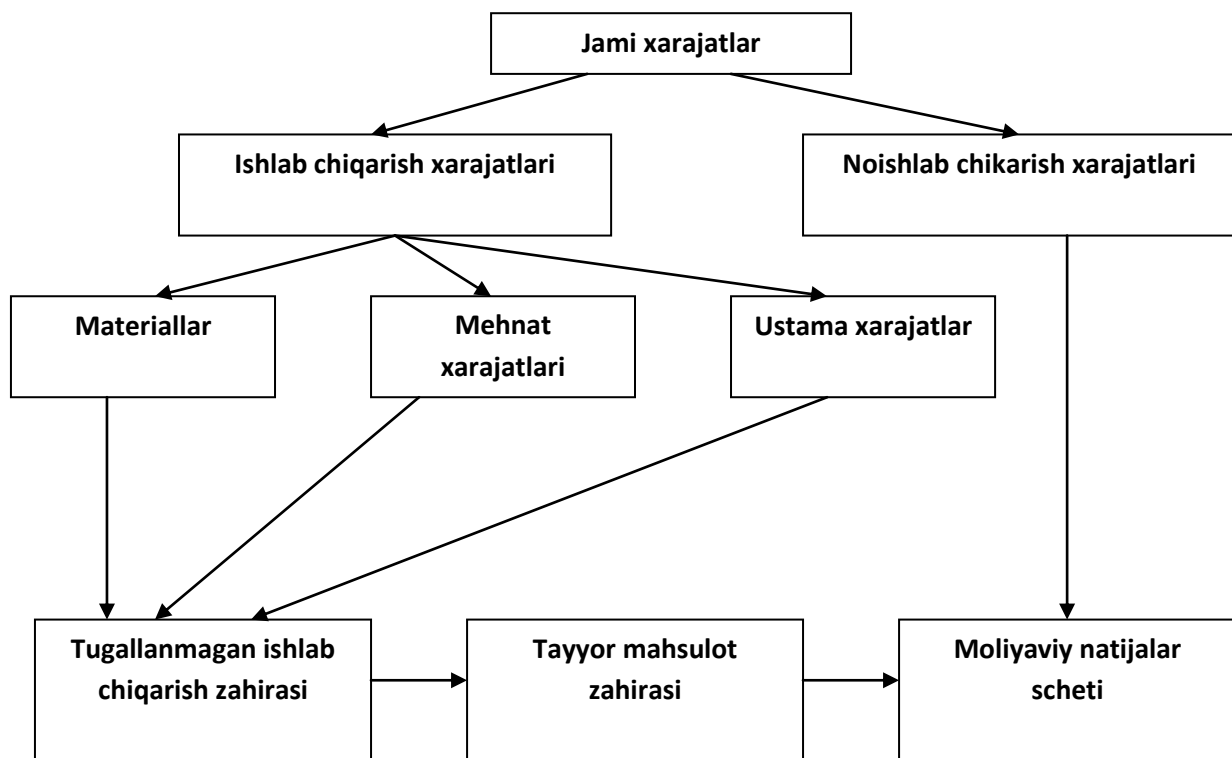 Jami xarajatlar
Ishlab chiqarish xarajatlari
Noishlab chikarish xarajatlari
Materiallar
Mehnat
xarajatlari
Ustama xarajatlar
Tugallanmagan ishlab
chiqarish zahirasi
Tayyor mahsulot
zahirasi
Moliyaviy natijalar
scheti